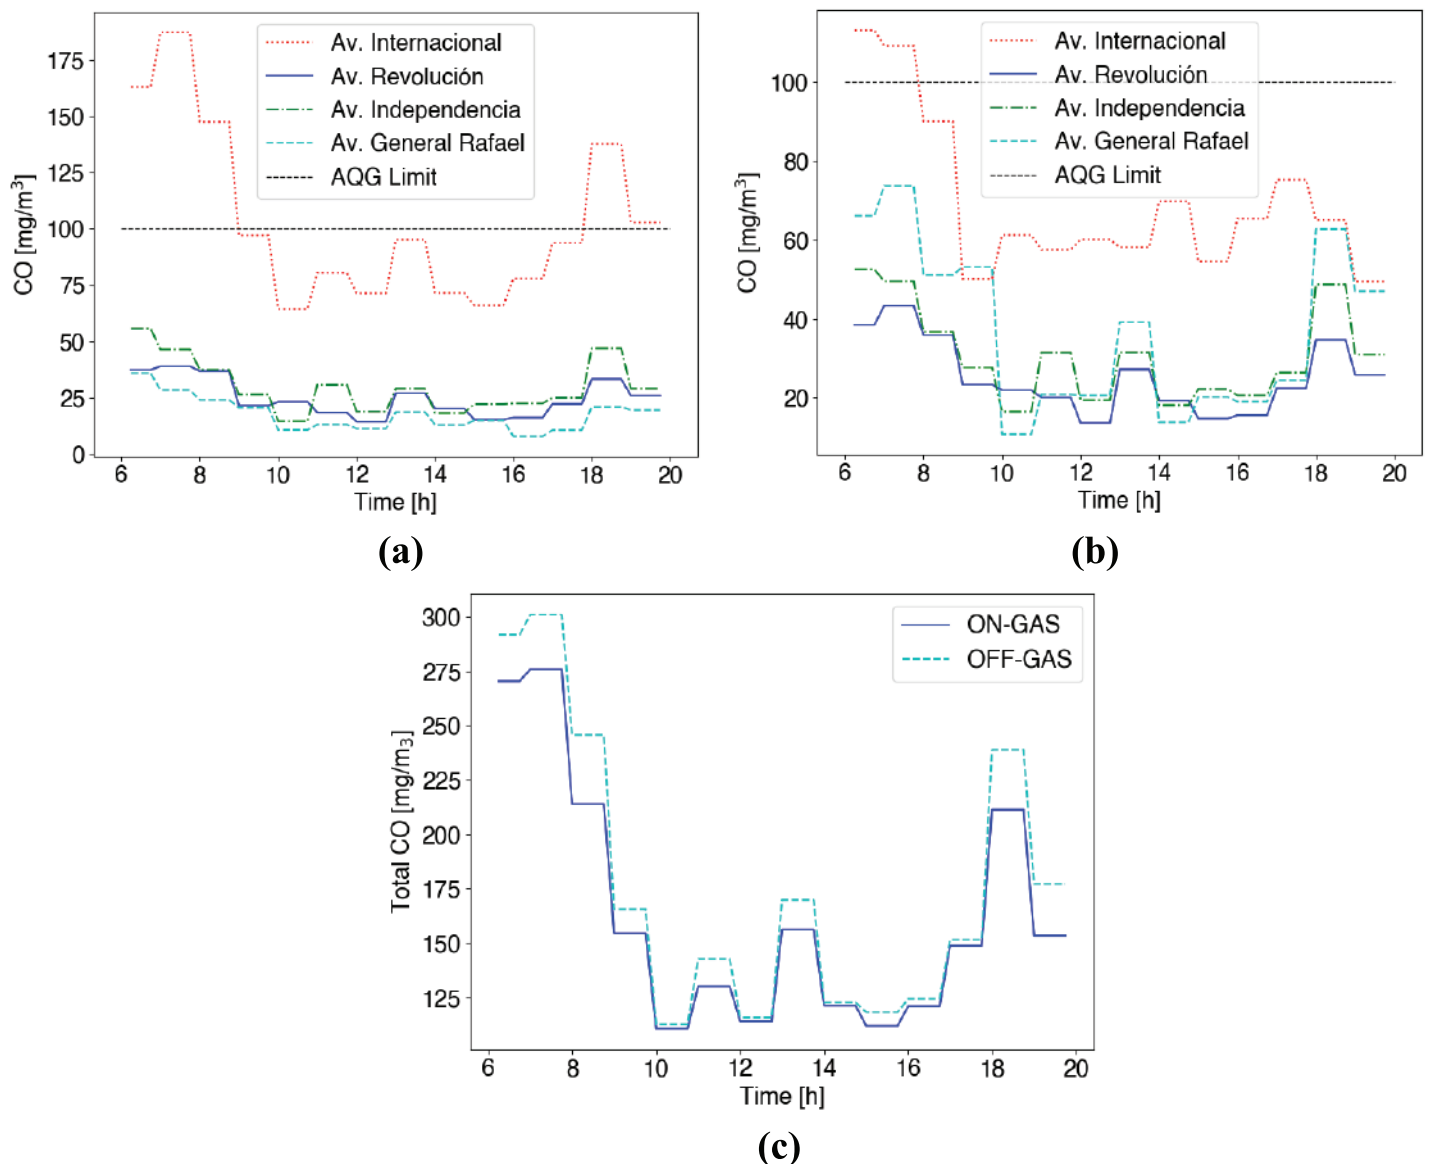 Av. Internacional
Av. Revolución
Av. Independencia
Av. General Rafael
AQG Limit
CO [mg/m³]
175
150
125
100
75
50
25
0
6 8 10 12 14 16 18 20
Time [h]
(a)
Av. Internacional
Av. Revolución
Av. Independencia
Av. General Rafael
AQG Limit
CO [mg/m³]
100
80
60
40
20
6 8 10 12 14 16 18 20
Time [h]
(b)
ON-GAS
OFF-GAS
Total CO [mg/m₃]
300
275
250
225
200
175
150
125
6 8 10 12 14 16 18 20
Time [h]
(c)